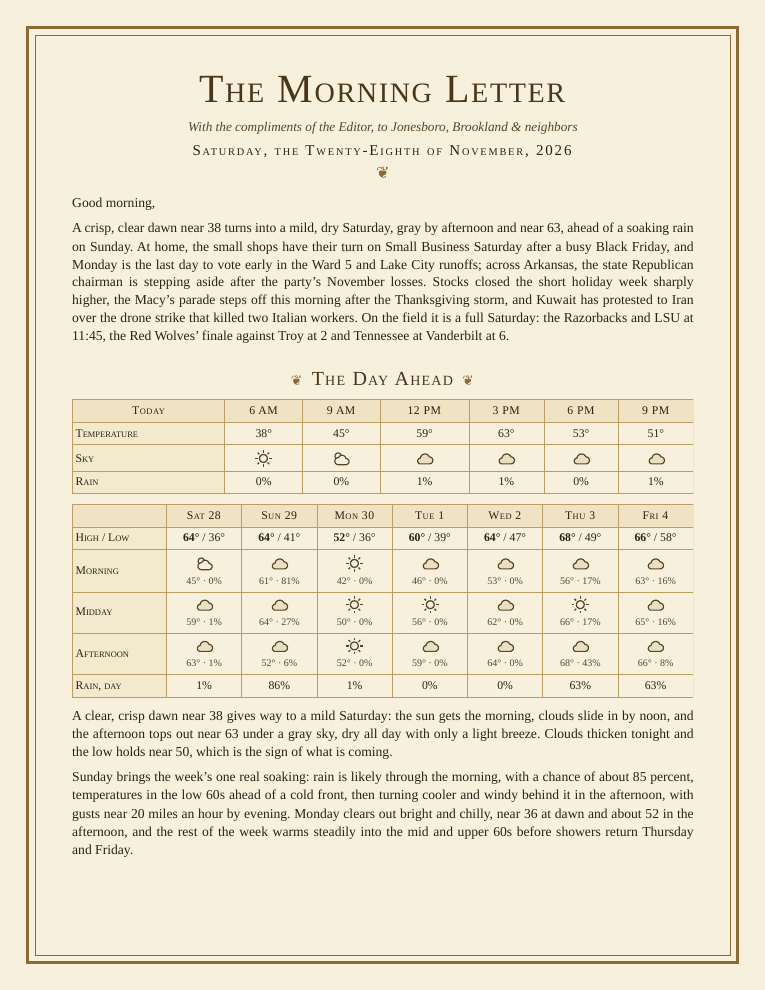 The Morning Letter
With the compliments of the Editor, to Jonesboro, Brookland & neighbors
Saturday, the Twenty-Eighth of November, 2026
Good morning,
A crisp, clear dawn near 38 turns into a mild, dry Saturday, gray by afternoon and near 63, ahead of a soaking rain
on Sunday. At home, the small shops have their turn on Small Business Saturday after a busy Black Friday, and
Monday is the last day to vote early in the Ward 5 and Lake City runoffs; across Arkansas, the state Republican
chairman is stepping aside after the party’s November losses. Stocks closed the short holiday week sharply
higher, the Macy’s parade steps off this morning after the Thanksgiving storm, and Kuwait has protested to Iran
over the drone strike that killed two Italian workers. On the field it is a full Saturday: the Razorbacks and LSU at
11:45, the Red Wolves’ finale against Troy at 2 and Tennessee at Vanderbilt at 6.
The Day Ahead
Today 6 AM 9 AM 12 PM 3 PM 6 PM 9 PM
Temperature 38° 45° 59° 63° 53° 51°
Sky
Rain 0% 0% 1% 1% 0% 1%
Sat 28 Sun 29 Mon 30 Tue 1 Wed 2 Thu 3 Fri 4
High / Low 64° / 36° 64° / 41° 52° / 36° 60° / 39° 64° / 47° 68° / 49° 66° / 58°
Morning 45° · 0% 61° · 81% 42° · 0% 46° · 0% 53° · 0% 56° · 17% 63° · 16%
Midday 59° · 1% 64° · 27% 50° · 0% 56° · 0% 62° · 0% 66° · 17% 65° · 16%
Afternoon 63° · 1% 52° · 6% 52° · 0% 59° · 0% 64° · 0% 68° · 43% 66° · 8%
Rain, day 1% 86% 1% 0% 0% 63% 63%
A clear, crisp dawn near 38 gives way to a mild Saturday: the sun gets the morning, clouds slide in by noon, and
the afternoon tops out near 63 under a gray sky, dry all day with only a light breeze. Clouds thicken tonight and
the low holds near 50, which is the sign of what is coming.
Sunday brings the week’s one real soaking: rain is likely through the morning, with a chance of about 85 percent,
temperatures in the low 60s ahead of a cold front, then turning cooler and windy behind it in the afternoon, with
gusts near 20 miles an hour by evening. Monday clears out bright and chilly, near 36 at dawn and about 52 in the
afternoon, and the rest of the week warms steadily into the mid and upper 60s before showers return Thursday
and Friday.